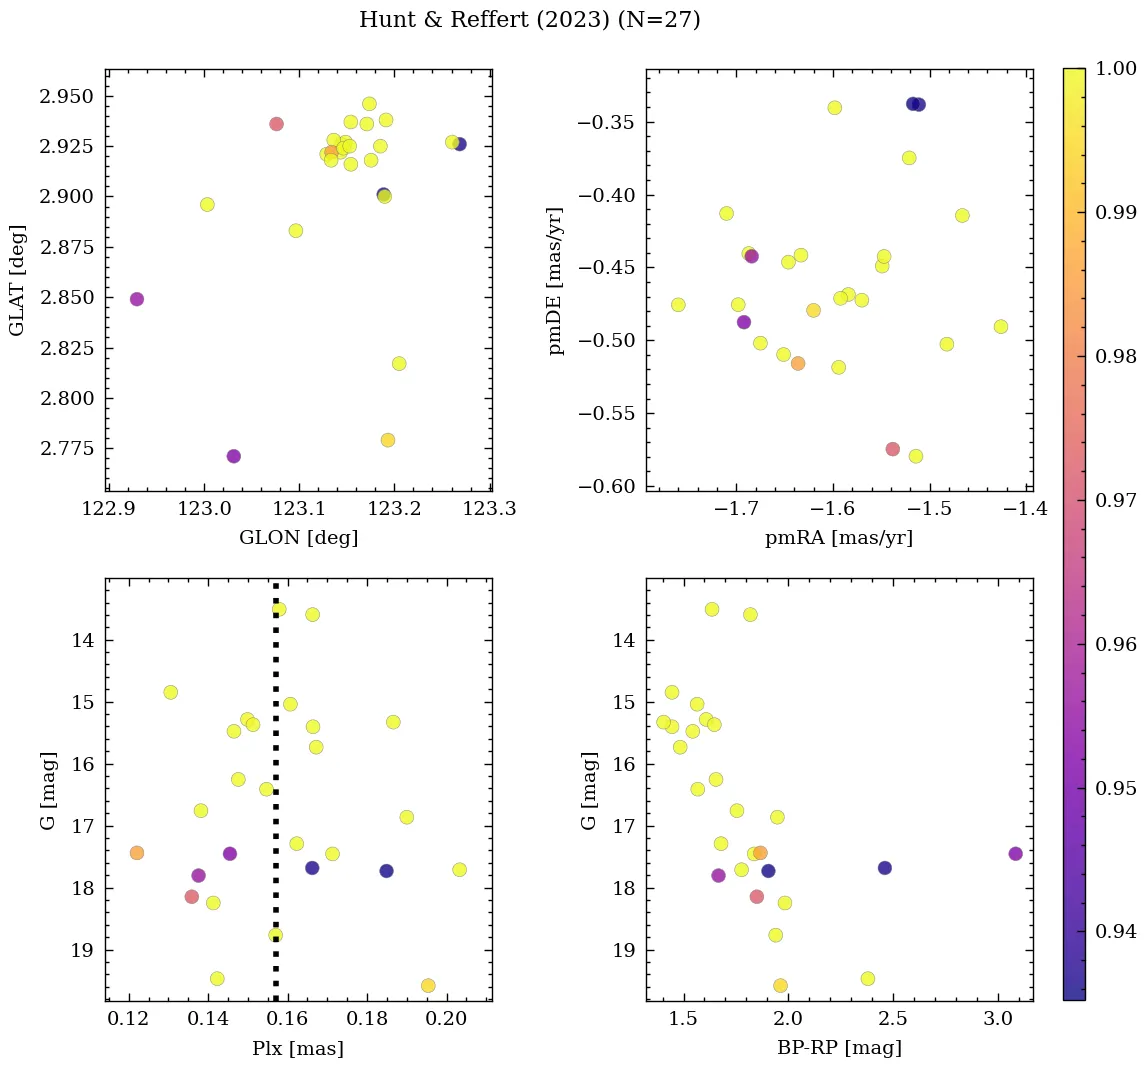 Hunt & Reffert (2023) (N=27)
2.950
2.925
2.900
2.875
2.850
2.825
2.800
2.775
GLAT [deg]
122.9 123.0 123.1 123.2 123.3
GLON [deg]
−0.35
−0.40
−0.45
−0.50
−0.55
−0.60
pmDE [mas/yr]
−1.7 −1.6 −1.5 −1.4
pmRA [mas/yr]
14
15
16
17
18
19
G [mag]
0.12 0.14 0.16 0.18 0.20
Plx [mas]
14
15
16
17
18
19
G [mag]
1.5 2.0 2.5 3.0
BP-RP [mag]
1.00
0.99
0.98
0.97
0.96
0.95
0.94